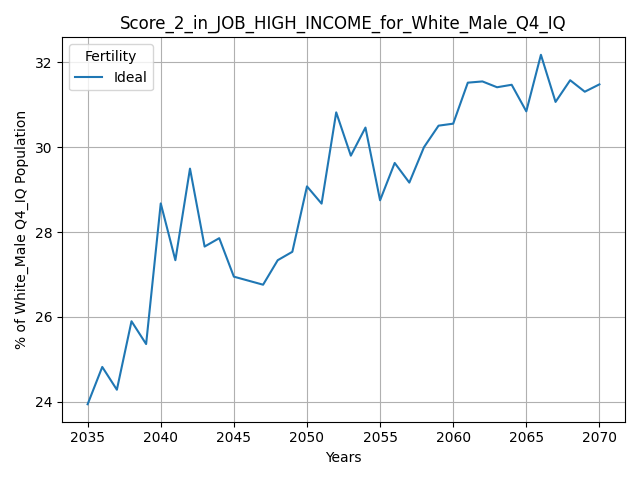 Score_2_in_JOB_HIGH_INCOME_for_White_Male_Q4_IQ
Fertility
Ideal
% of White_Male Q4_IQ Population
32
30
28
26
24
2035 2040 2045 2050 2055 2060 2065 2070
Years